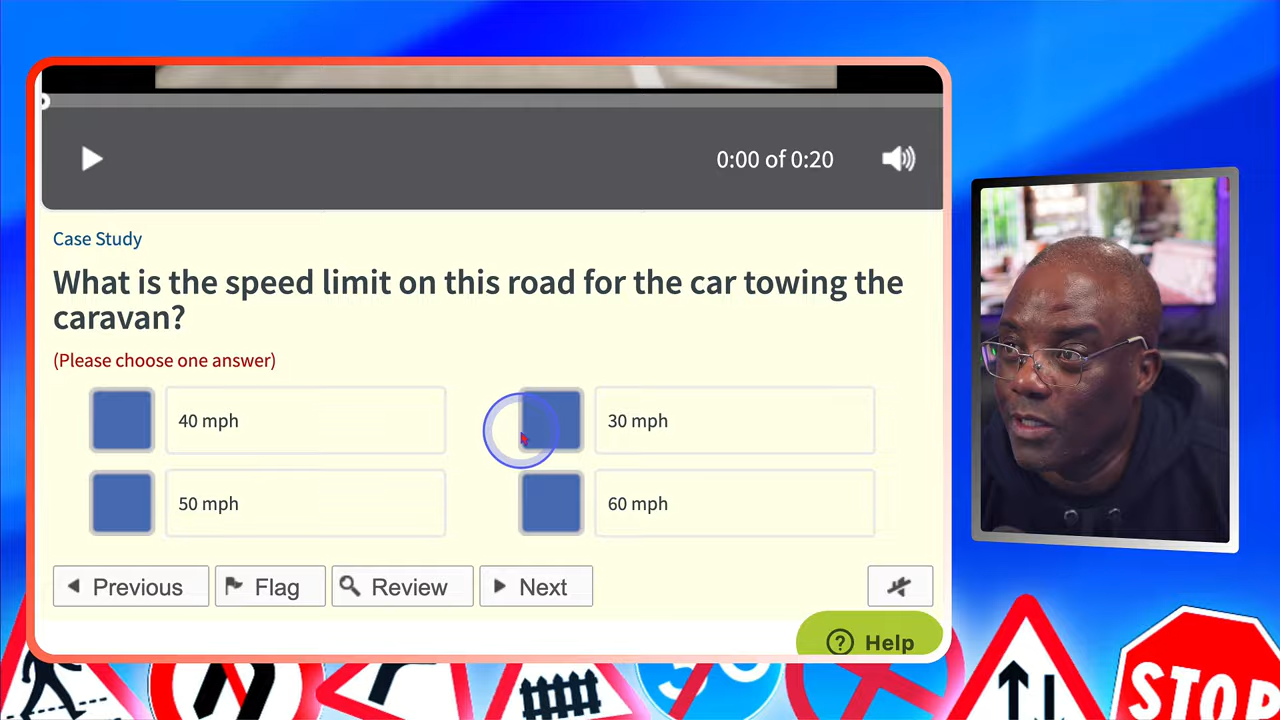 0:00 of 0:20
Case Study
What is the speed limit on this road for the car towing the
caravan?
(Please choose one answer)
40 mph
30 mph
50 mph
60 mph
Previous
Flag
Review
Next
? Help
STOP